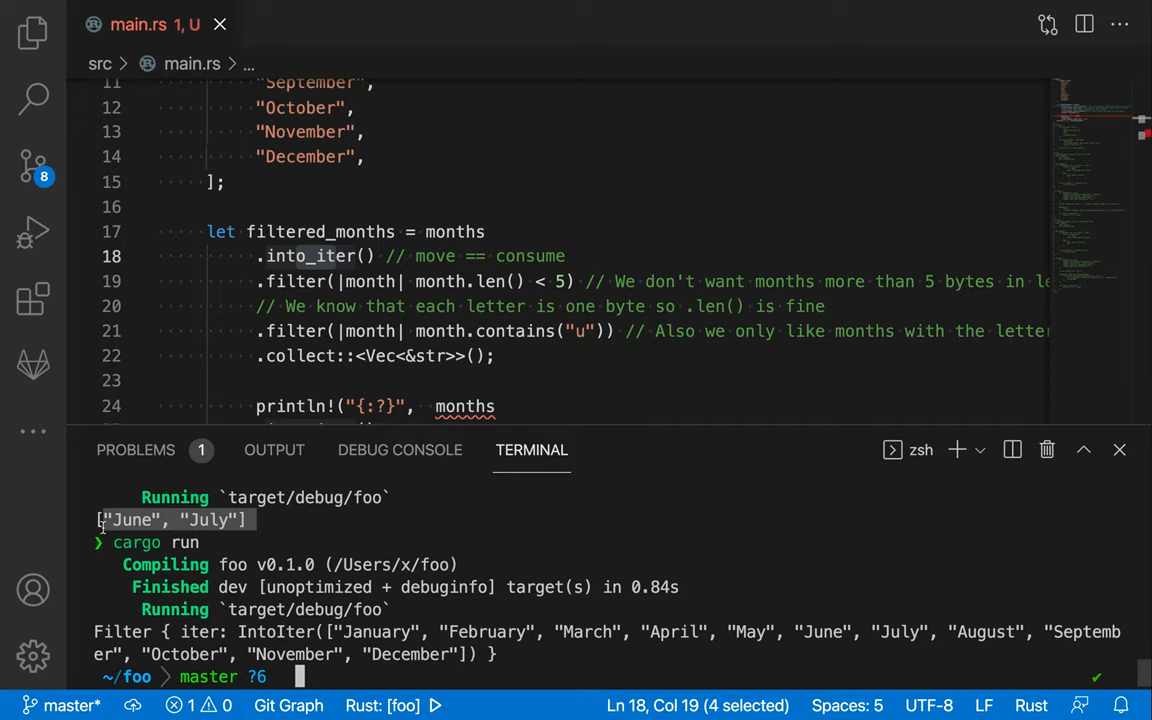 main.rs 1, U
src > main.rs > ...
11 "September",
12 "October",
13 "November",
14 "December",
15 ];
16
17 let filtered_months = months
18 .into_iter() // move == consume
19 .filter(|month| month.len() < 5) // We don't want months more than 5 bytes in le
20 // We know that each letter is one byte so .len() is fine
21 .filter(|month| month.contains("u")) // Also we only like months with the letter
22 .collect::<Vec<&str>>();
23
24 println!("{:?}", months
PROBLEMS 1 OUTPUT DEBUG CONSOLE TERMINAL zsh
Running `target/debug/foo`
["June", "July"]
❯ cargo run
Compiling foo v0.1.0 (/Users/x/foo)
Finished dev [unoptimized + debuginfo] target(s) in 0.84s
Running `target/debug/foo`
Filter { iter: IntoIter(["January", "February", "March", "April", "May", "June", "July", "August", "Septemb
er", "October", "November", "December"]) }
~/foo > master ?6
8
master* 1 0 Git Graph Rust: [foo] Ln 18, Col 19 (4 selected) Spaces: 5 UTF-8 LF Rust